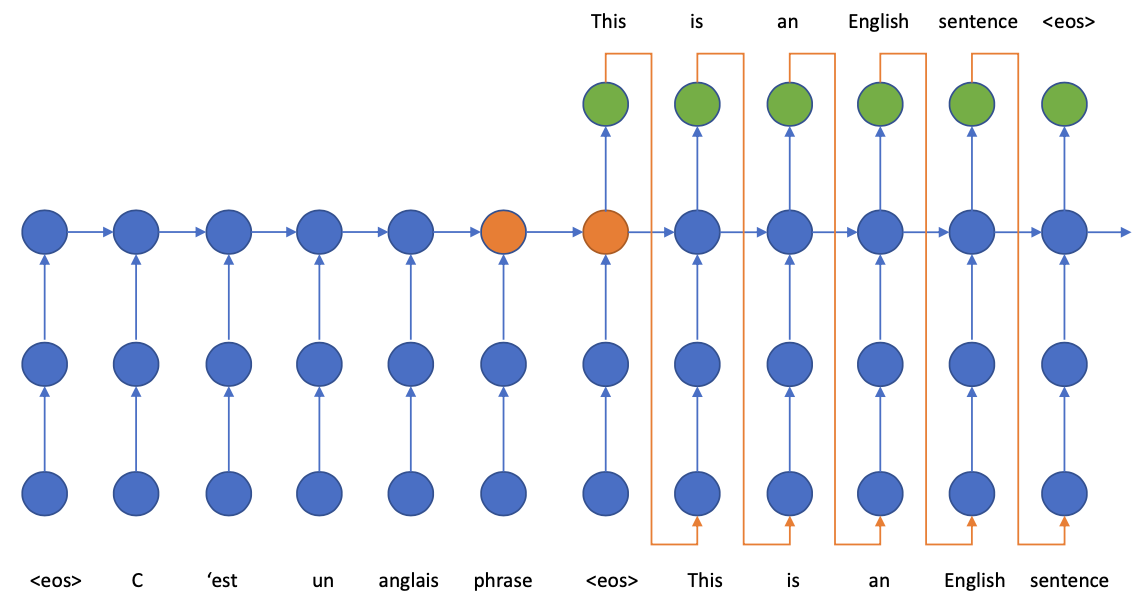 This is an English sentence <eos>
<eos> C ‘est un anglais phrase <eos> This is an English sentence